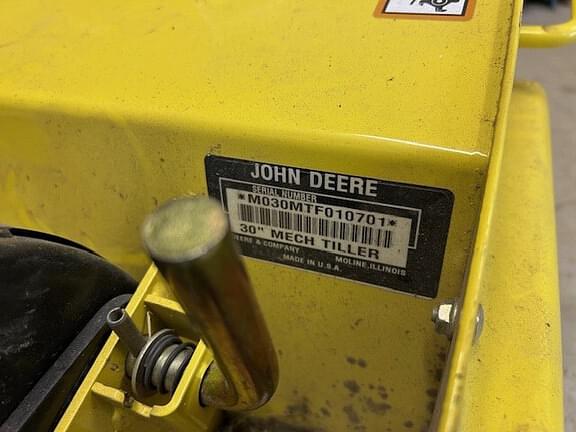 JOHN DEERE
SERIAL NUMBER
*M030MTF010701*
30" MECH TILLER
DEERE & COMPANY MOLINE, ILLINOIS
MADE IN U.S.A.